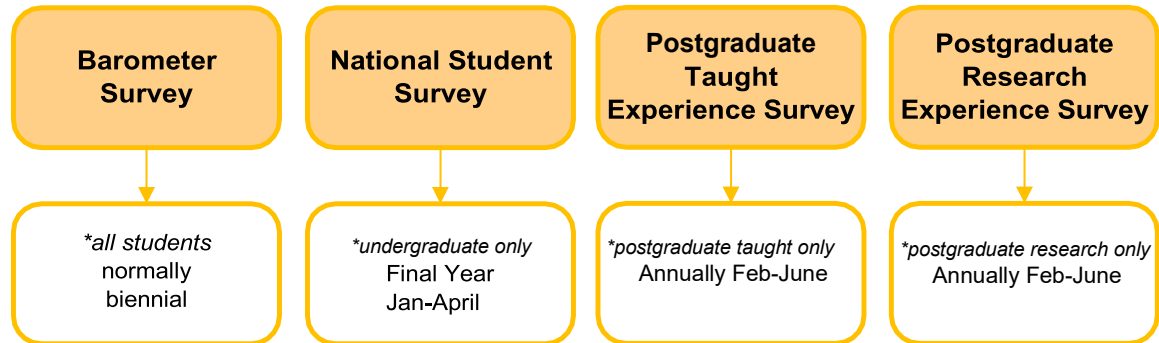 Barometer
Survey
National Student
Survey
Postgraduate
Taught
Experience Survey
Postgraduate
Research
Experience Survey
*all students
normally
biennial
*undergraduate only
Final Year
Jan-April
*postgraduate taught only
Annually Feb-June
*postgraduate research only
Annually Feb-June